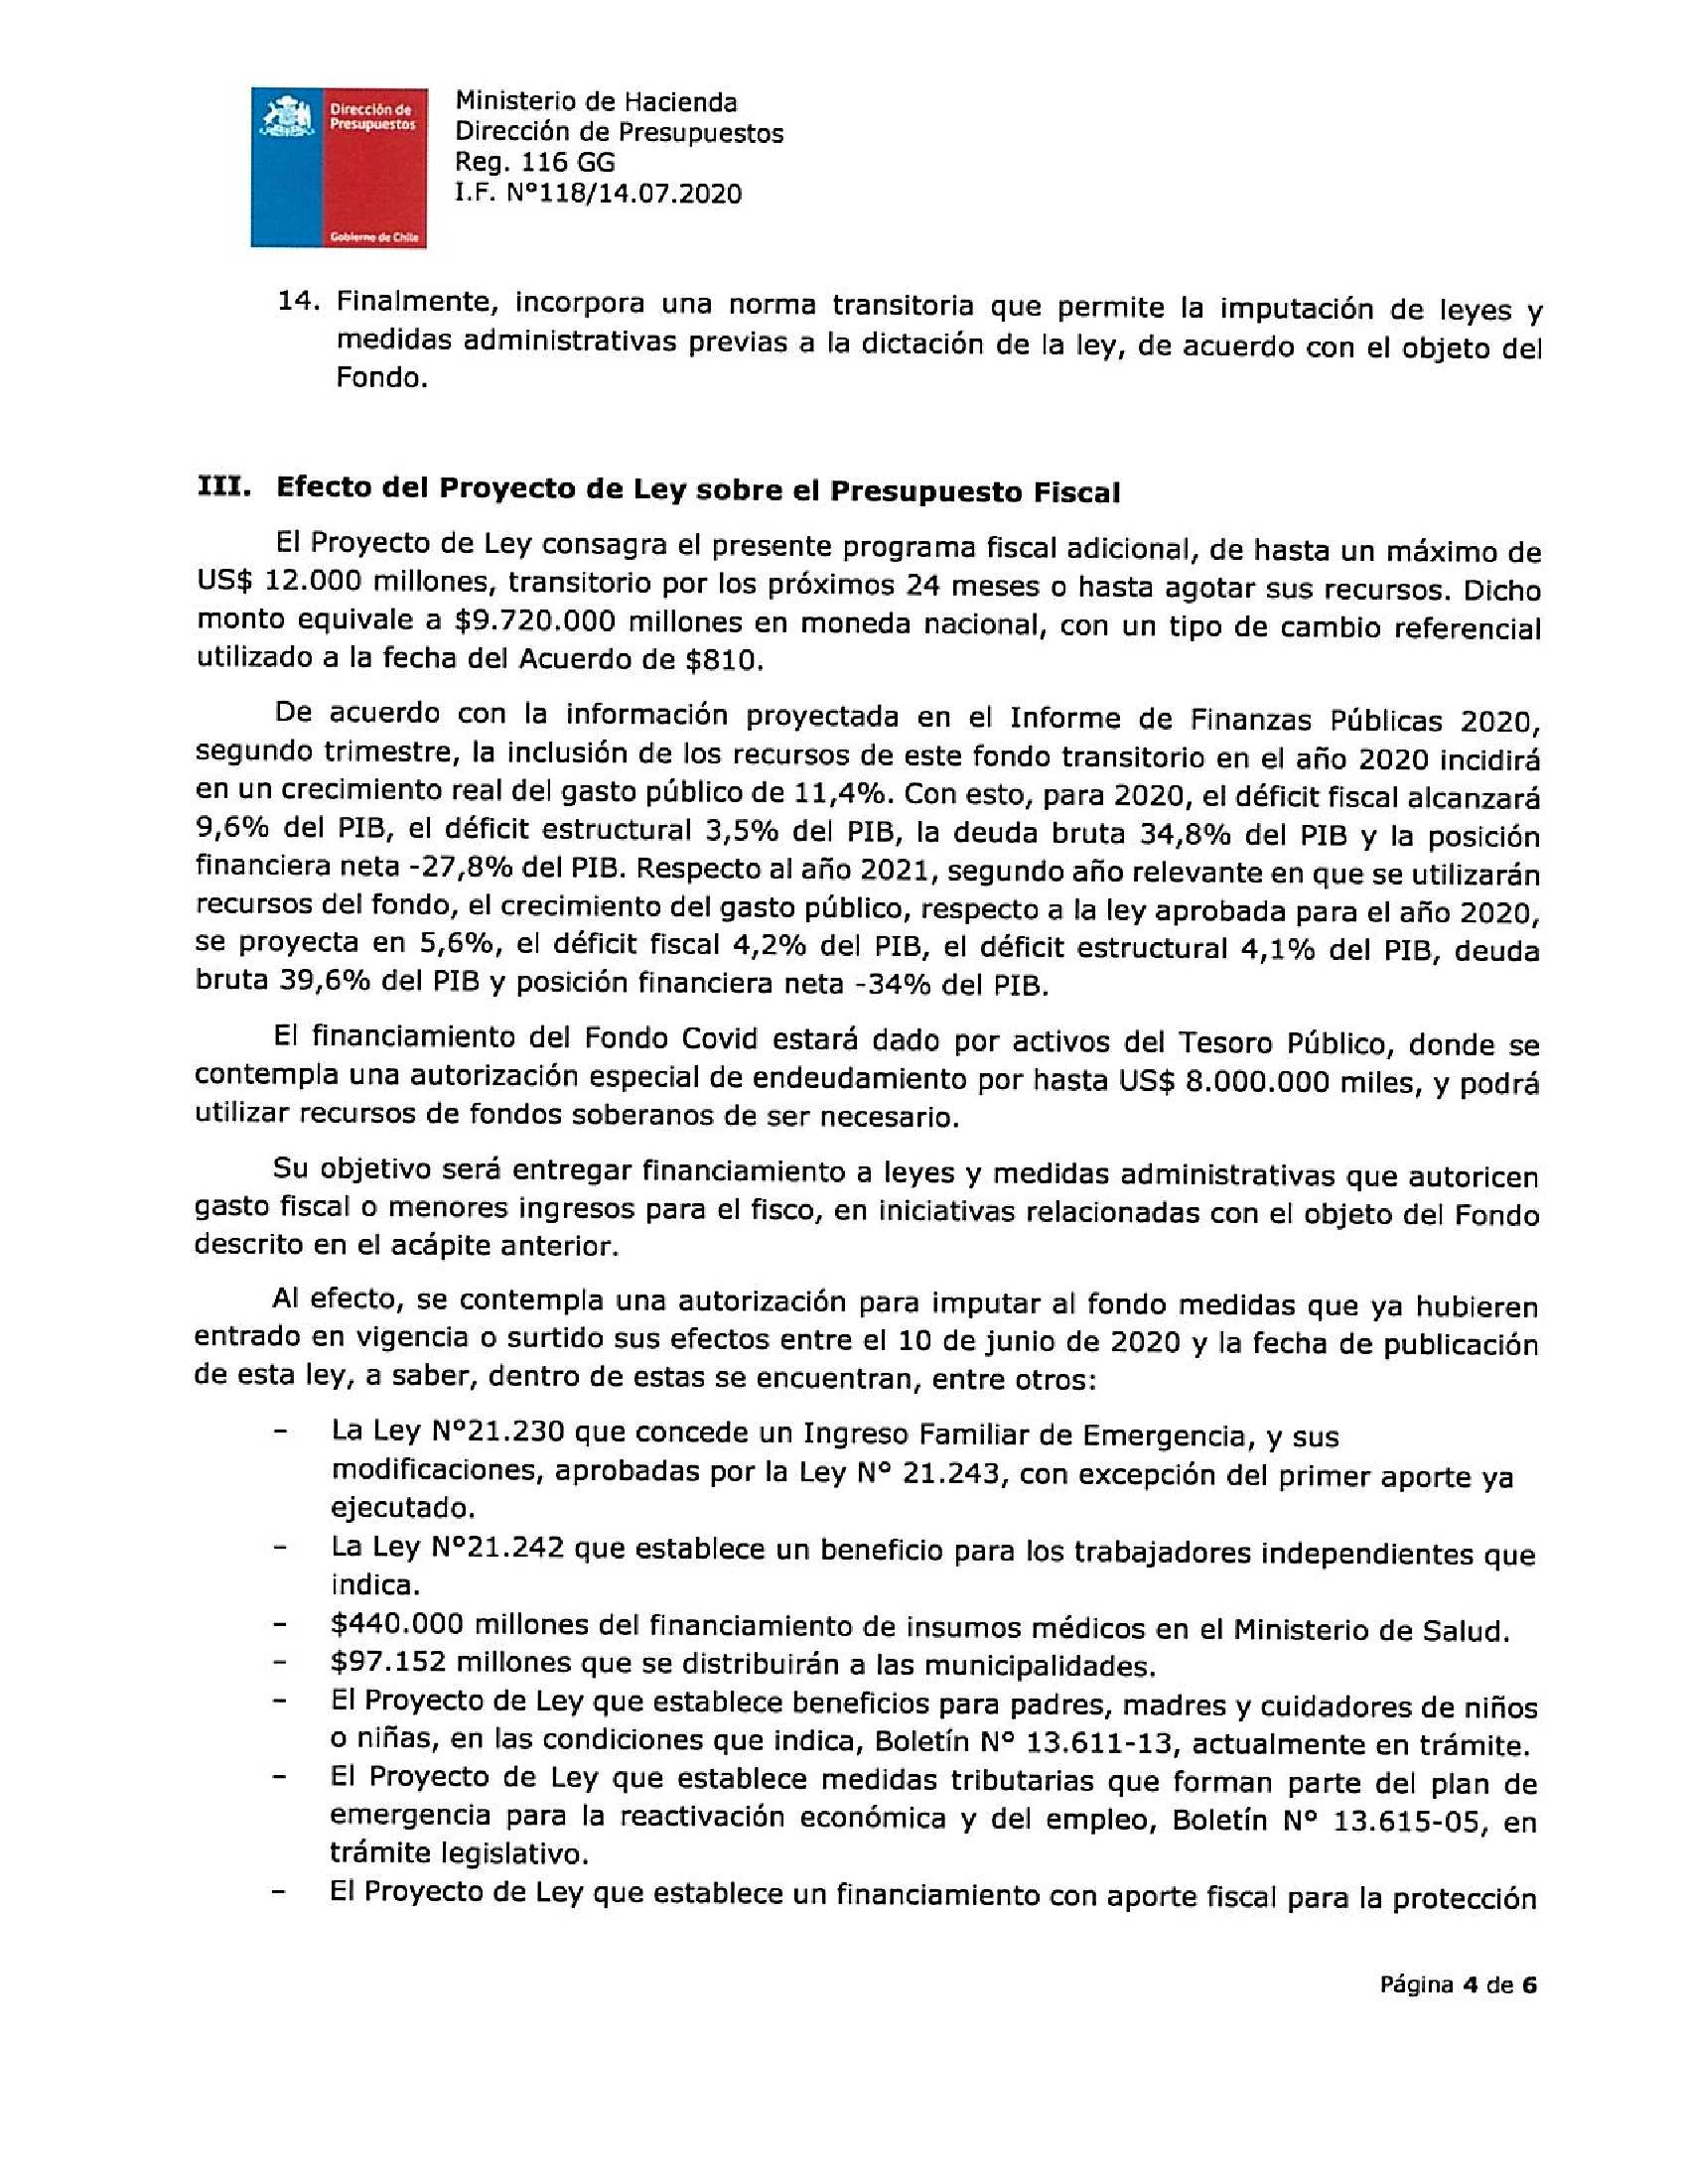 Dirección de
Presupuestos
Gobierno de Chile
Ministerio de Hacienda
Dirección de Presupuestos
Reg. 116 GG
I.F. N°118/14.07.2020
14. Finalmente, incorpora una norma transitoria que permite la imputación de leyes y
medidas administrativas previas a la dictación de la ley, de acuerdo con el objeto del
Fondo.
III. Efecto del Proyecto de Ley sobre el Presupuesto Fiscal
El Proyecto de Ley consagra el presente programa fiscal adicional, de hasta un máximo de
US$ 12.000 millones, transitorio por los próximos 24 meses o hasta agotar sus recursos. Dicho
monto equivale a $9.720.000 millones en moneda nacional, con un tipo de cambio referencial
utilizado a la fecha del Acuerdo de $810.
De acuerdo con la información proyectada en el Informe de Finanzas Públicas 2020,
segundo trimestre, la inclusión de los recursos de este fondo transitorio en el año 2020 incidirá
en un crecimiento real del gasto público de 11,4%. Con esto, para 2020, el déficit fiscal alcanzará
9,6% del PIB, el déficit estructural 3,5% del PIB, la deuda bruta 34,8% del PIB y la posición
financiera neta -27,8% del PIB. Respecto al año 2021, segundo año relevante en que se utilizarán
recursos del fondo, el crecimiento del gasto público, respecto a la ley aprobada para el año 2020,
se proyecta en 5,6%, el déficit fiscal 4,2% del PIB, el déficit estructural 4,1% del PIB, deuda
bruta 39,6% del PIB y posición financiera neta -34% del PIB.
El financiamiento del Fondo Covid estará dado por activos del Tesoro Público, donde se
contempla una autorización especial de endeudamiento por hasta US$ 8.000.000 miles, y podrá
utilizar recursos de fondos soberanos de ser necesario.
Su objetivo será entregar financiamiento a leyes y medidas administrativas que autoricen
gasto fiscal o menores ingresos para el fisco, en iniciativas relacionadas con el objeto del Fondo
descrito en el acápite anterior.
Al efecto, se contempla una autorización para imputar al fondo medidas que ya hubieren
entrado en vigencia o surtido sus efectos entre el 10 de junio de 2020 y la fecha de publicación
de esta ley, a saber, dentro de estas se encuentran, entre otros:
- La Ley N°21.230 que concede un Ingreso Familiar de Emergencia, y sus
modificaciones, aprobadas por la Ley N° 21.243, con excepción del primer aporte ya
ejecutado.
- La Ley N°21.242 que establece un beneficio para los trabajadores independientes que
indica.
- $440.000 millones del financiamiento de insumos médicos en el Ministerio de Salud.
- $97.152 millones que se distribuirán a las municipalidades.
- El Proyecto de Ley que establece beneficios para padres, madres y cuidadores de niños
o niñas, en las condiciones que indica, Boletín N° 13.611-13, actualmente en trámite.
- El Proyecto de Ley que establece medidas tributarias que forman parte del plan de
emergencia para la reactivación económica y del empleo, Boletín N° 13.615-05, en
trámite legislativo.
- El Proyecto de Ley que establece un financiamiento con aporte fiscal para la protección
Página 4 de 6